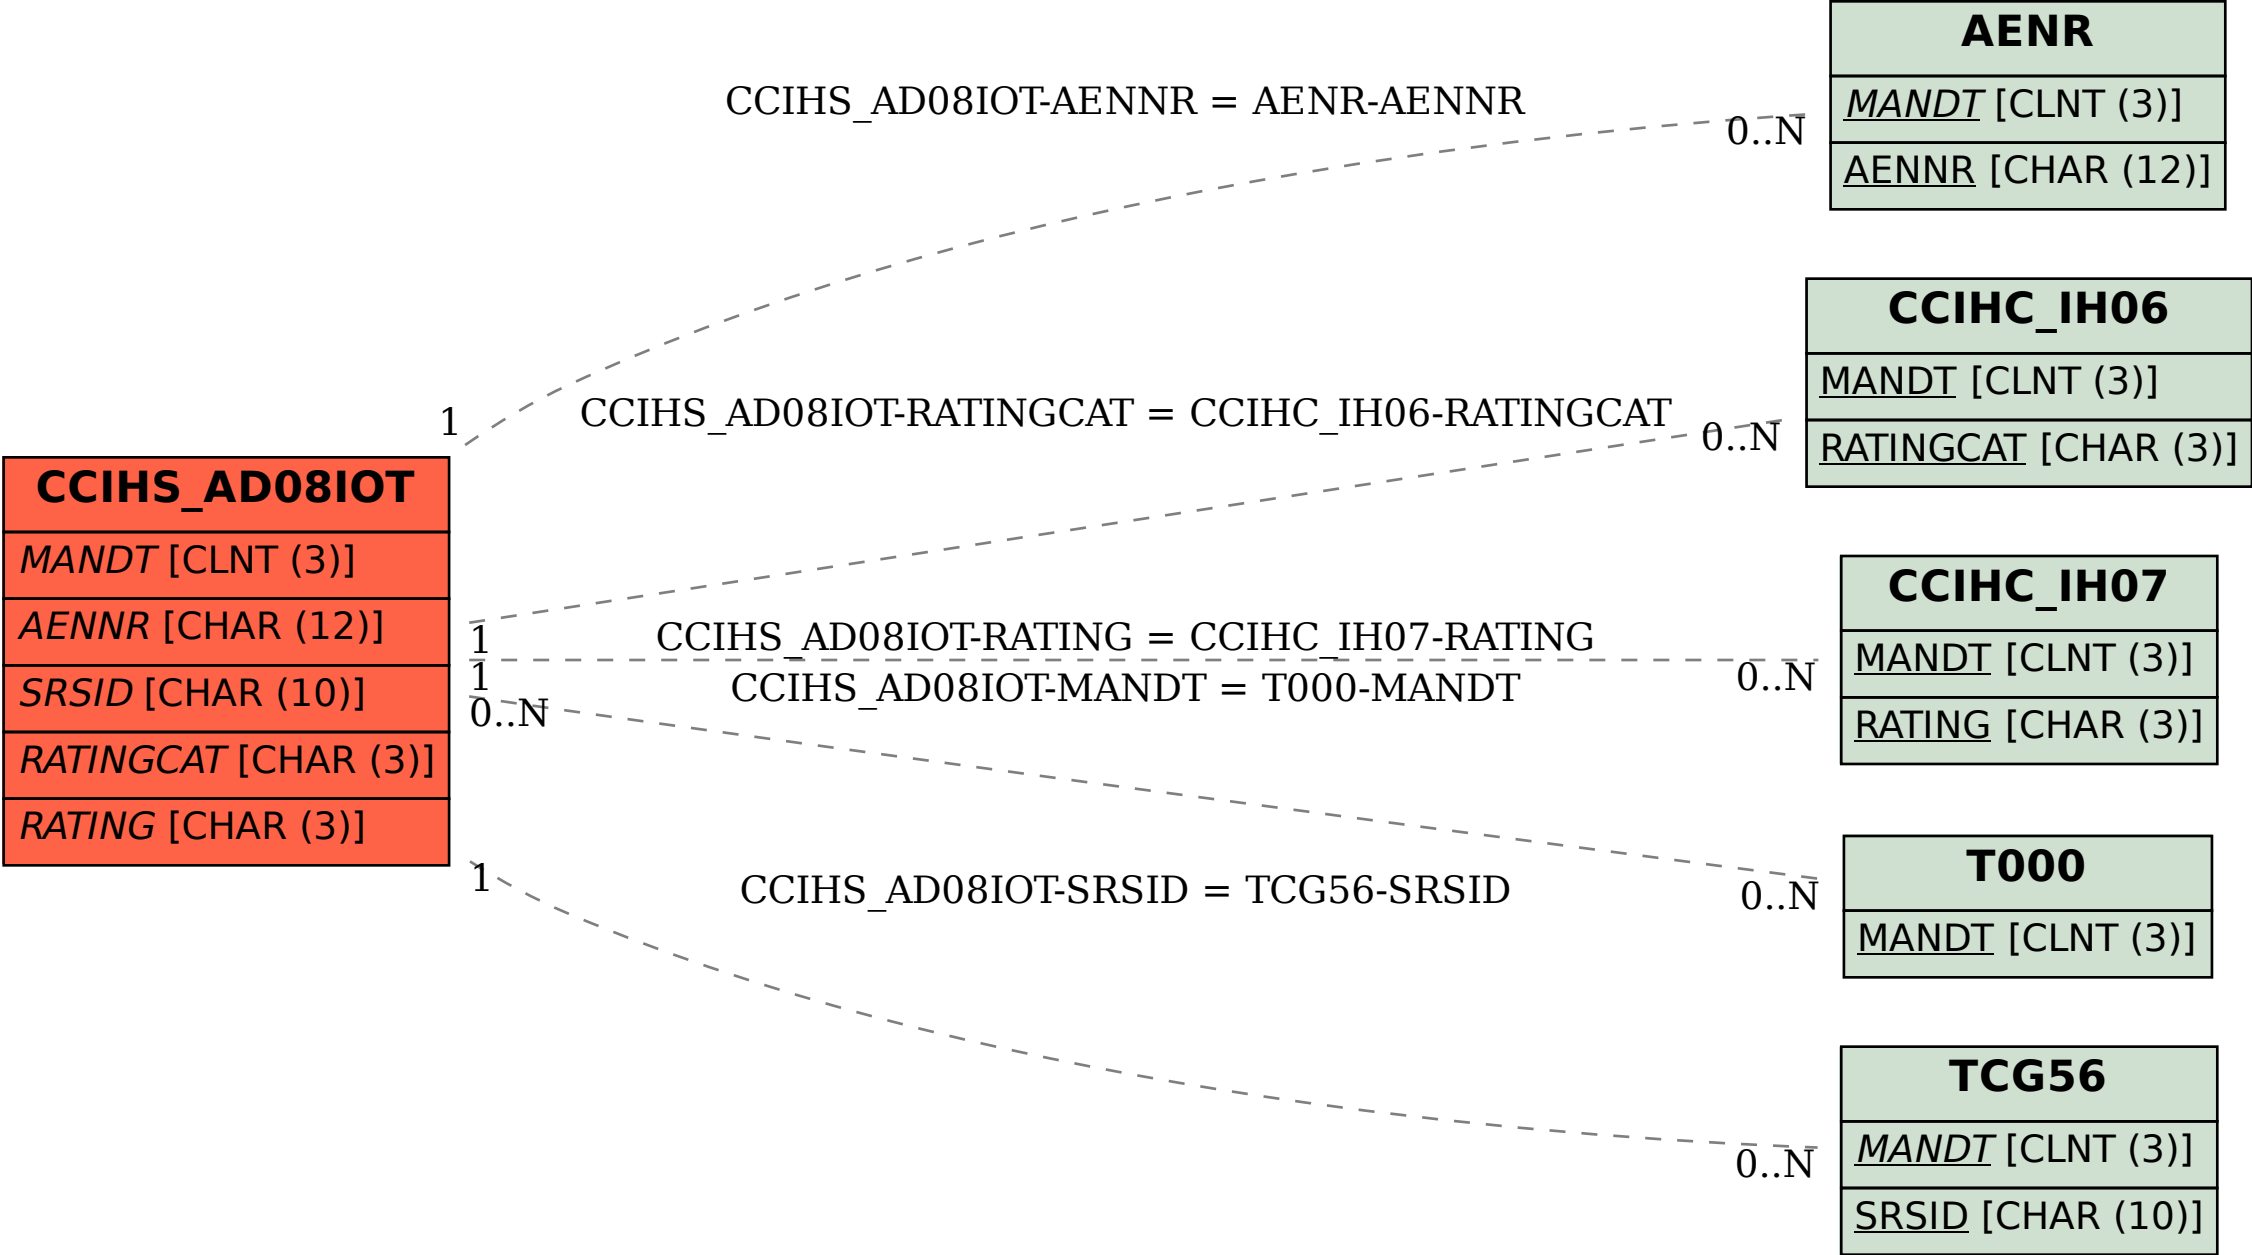 AENR
MANDT [CLNT (3)]
AENNR [CHAR (12)]
CCIHS_AD08IOT-AENNR = AENR-AENNR
0..N
1
CCIHC_IH06
MANDT [CLNT (3)]
RATINGCAT [CHAR (3)]
CCIHS_AD08IOT-RATINGCAT = CCIHC_IH06-RATINGCAT
0..N
1
CCIHS_AD08IOT
MANDT [CLNT (3)]
AENNR [CHAR (12)]
SRSID [CHAR (10)]
RATINGCAT [CHAR (3)]
RATING [CHAR (3)]
CCIHC_IH07
MANDT [CLNT (3)]
RATING [CHAR (3)]
CCIHS_AD08IOT-RATING = CCIHC_IH07-RATING
1
0..N
CCIHS_AD08IOT-MANDT = T000-MANDT
0..N
0..N
T000
MANDT [CLNT (3)]
CCIHS_AD08IOT-SRSID = TCG56-SRSID
1
0..N
TCG56
MANDT [CLNT (3)]
SRSID [CHAR (10)]